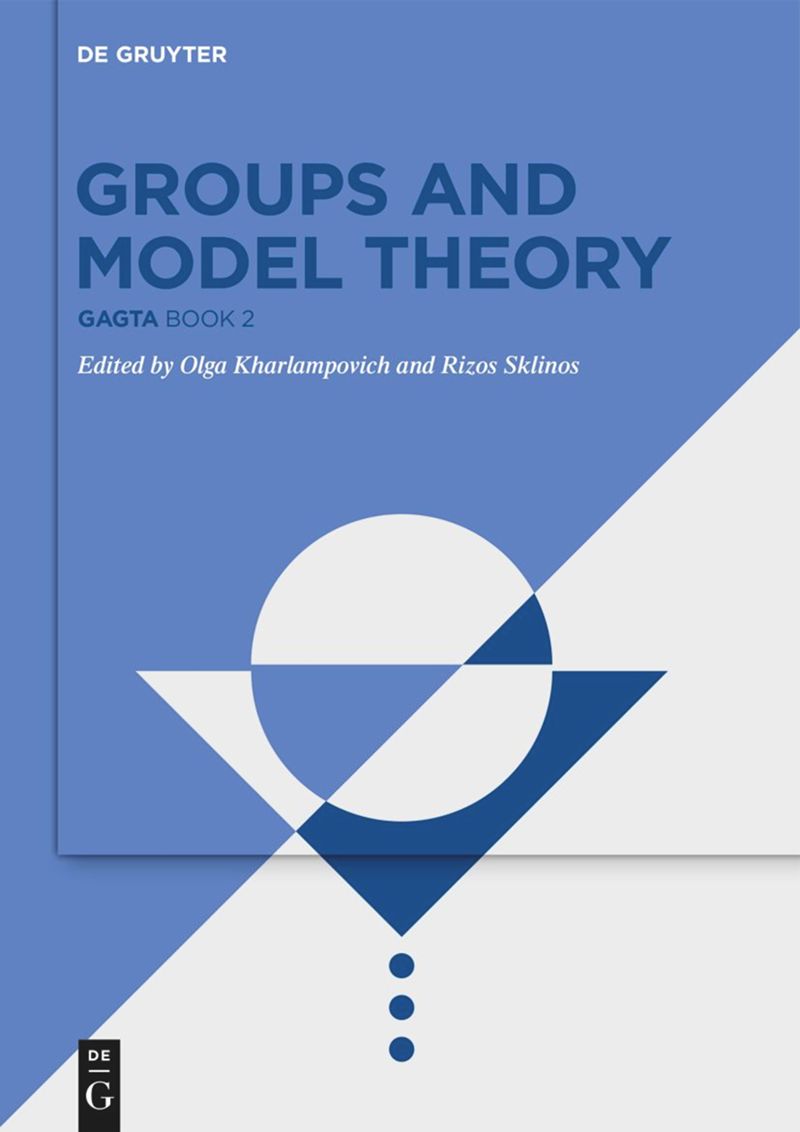 DE GRUYTER
GROUPS AND
MODEL THEORY
GAGTA BOOK 2
Edited by Olga Kharlampovich and Rizos Sklinos
DE
G